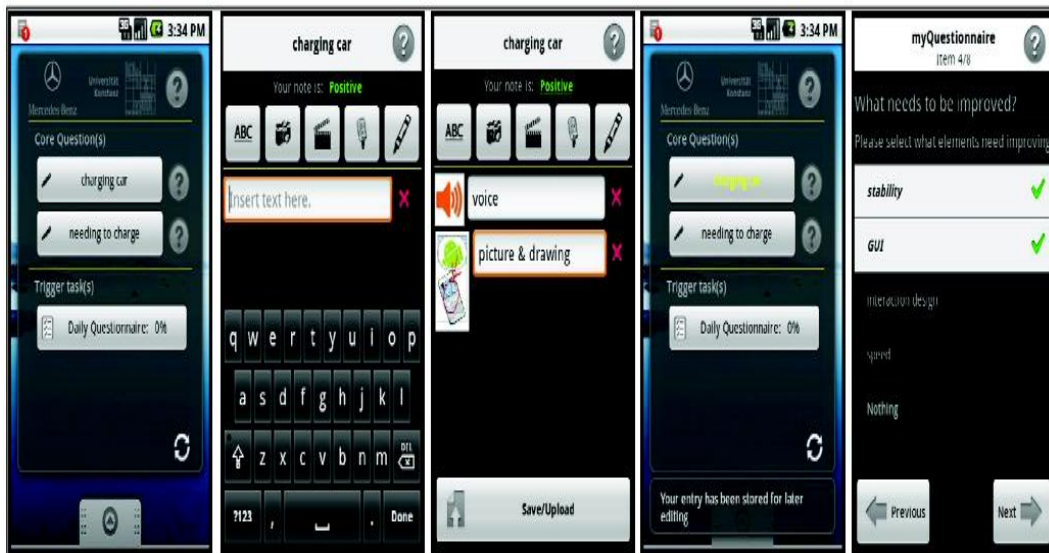 3:34 PM
Mercedes-Benz
Universität
Konstanz
?
Core Question(s)
charging car
?
needing to charge
?
Trigger task(s)
Daily Questionnaire: 0%
charging car
?
Your note is: Positive
ABC
Insert text here.
q w e r t y u i o p
a s d f g h j k l
z x c v b n m DEL
?123 , . Done
charging car
?
Your note is: Positive
ABC
voice
picture & drawing
Save/Upload
3G
3:34 PM
Mercedes-Benz
Universität
Konstanz
?
Core Question(s)
charging car
?
needing to charge
?
Trigger task(s)
Daily Questionnaire: 0%
Your entry has been stored for later
editing
myQuestionnaire
Item 4/8
?
What needs to be improved?
Please select what elements need improving
stability
GUI
interaction design
speed
Nothing
Previous
Next